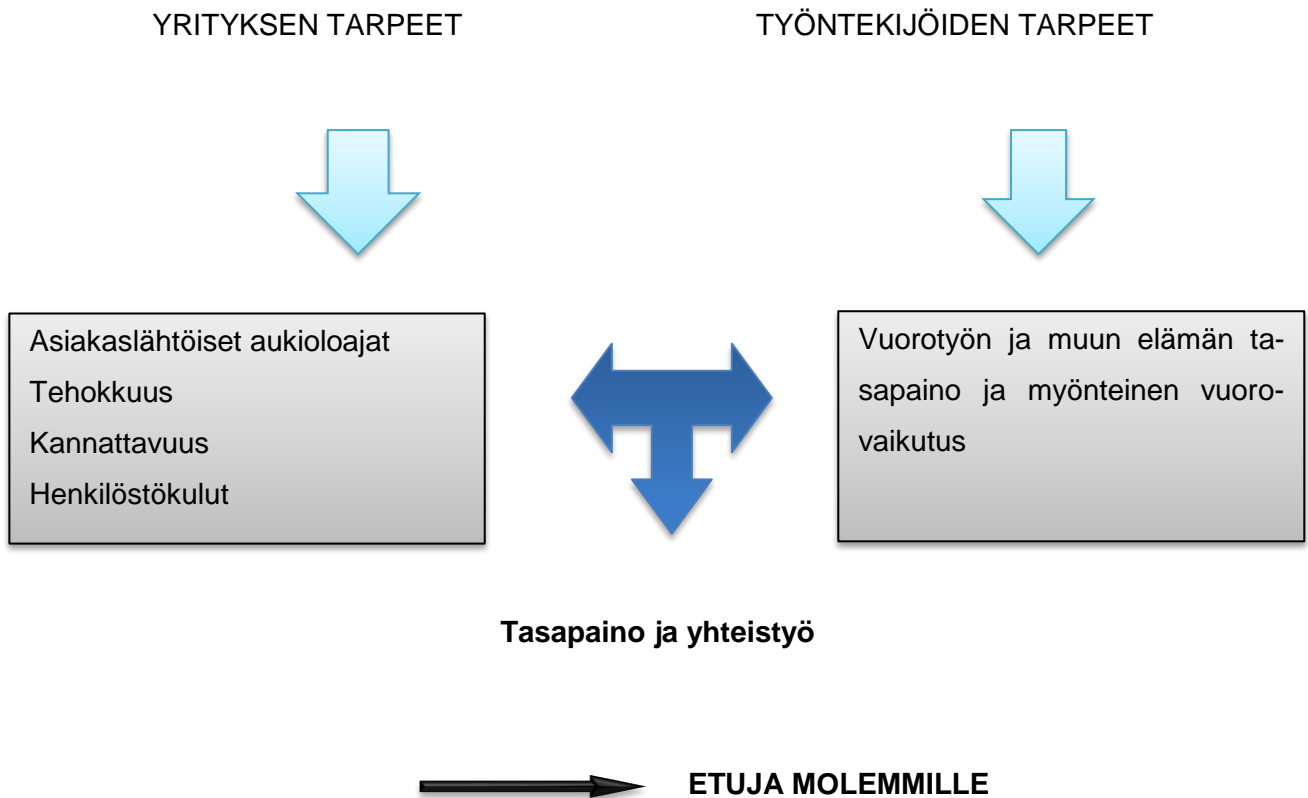 YRITYKSEN TARPEET
TYÖNTEKIJÖIDEN TARPEET
Asiakaslähtöiset aukioloajat
Tehokkuus
Kannattavuus
Henkilöstökulut
Vuorotyön ja muun elämän ta-
sapaino ja myönteinen vuoro-
vaikutus
Tasapaino ja yhteistyö
ETUJA MOLEMMILLE